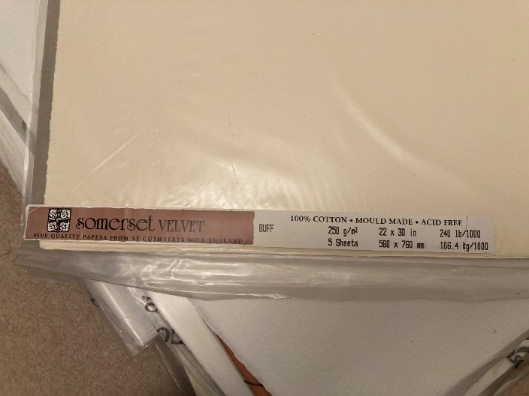 somerset VELVET
FINE QUALITY PAPERS FROM ST CUTHBERTS MILL ENGLAND
100% COTTON • MOULD MADE • ACID FREE
BUFF 250 g/m² 22 x 30 in 240 lb/1000
5 Sheets 560 x 760 mm 106.4 kg/1000